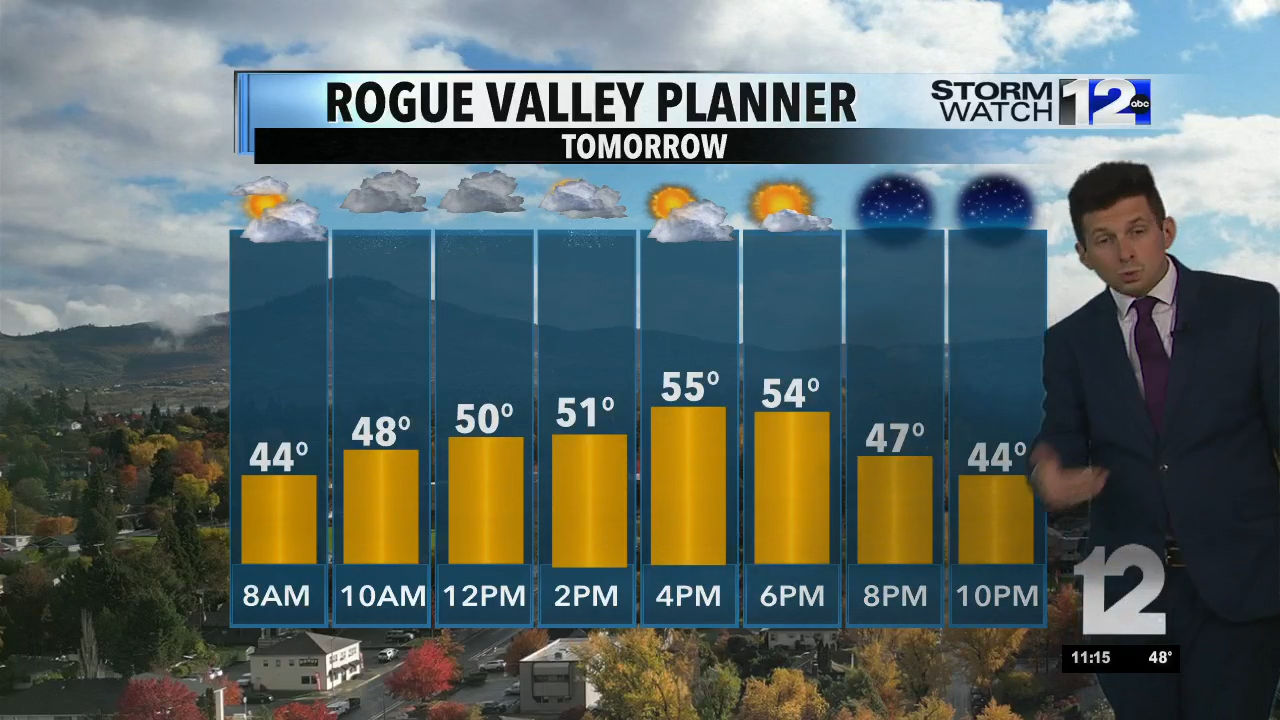 ROGUE VALLEY PLANNER
STORM
WATCH
12
abc
TOMORROW
44° 48° 50° 51° 55° 54° 47° 44°
8AM 10AM 12PM 2PM 4PM 6PM 8PM 10PM
12
11:15 48°